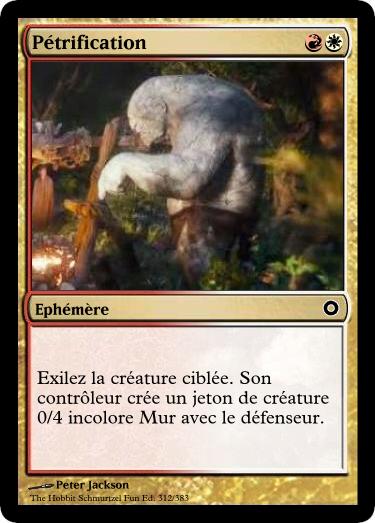 Pétrification
Ephémère
Exilez la créature ciblée. Son
contrôleur crée un jeton de créature
0/4 incolore Mur avec le défenseur.
Peter Jackson
The Hobbit Schmurtzel Fun Ed. 312/383